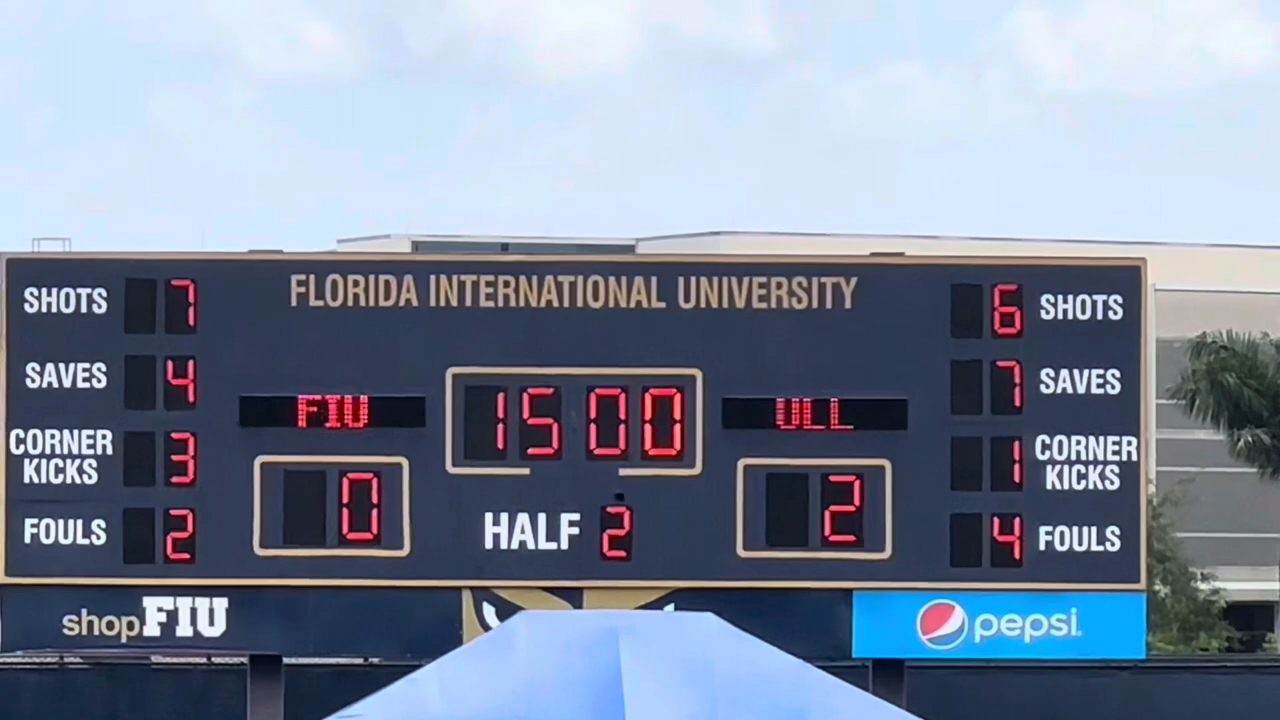 FLORIDA INTERNATIONAL UNIVERSITY
SHOTS 7
6 SHOTS
SAVES 4
7 SAVES
FIU
15 00
ULL
CORNER KICKS 3
1 CORNER KICKS
0
HALF 2
2
FOULS 2
4 FOULS
shopFIU
pepsi